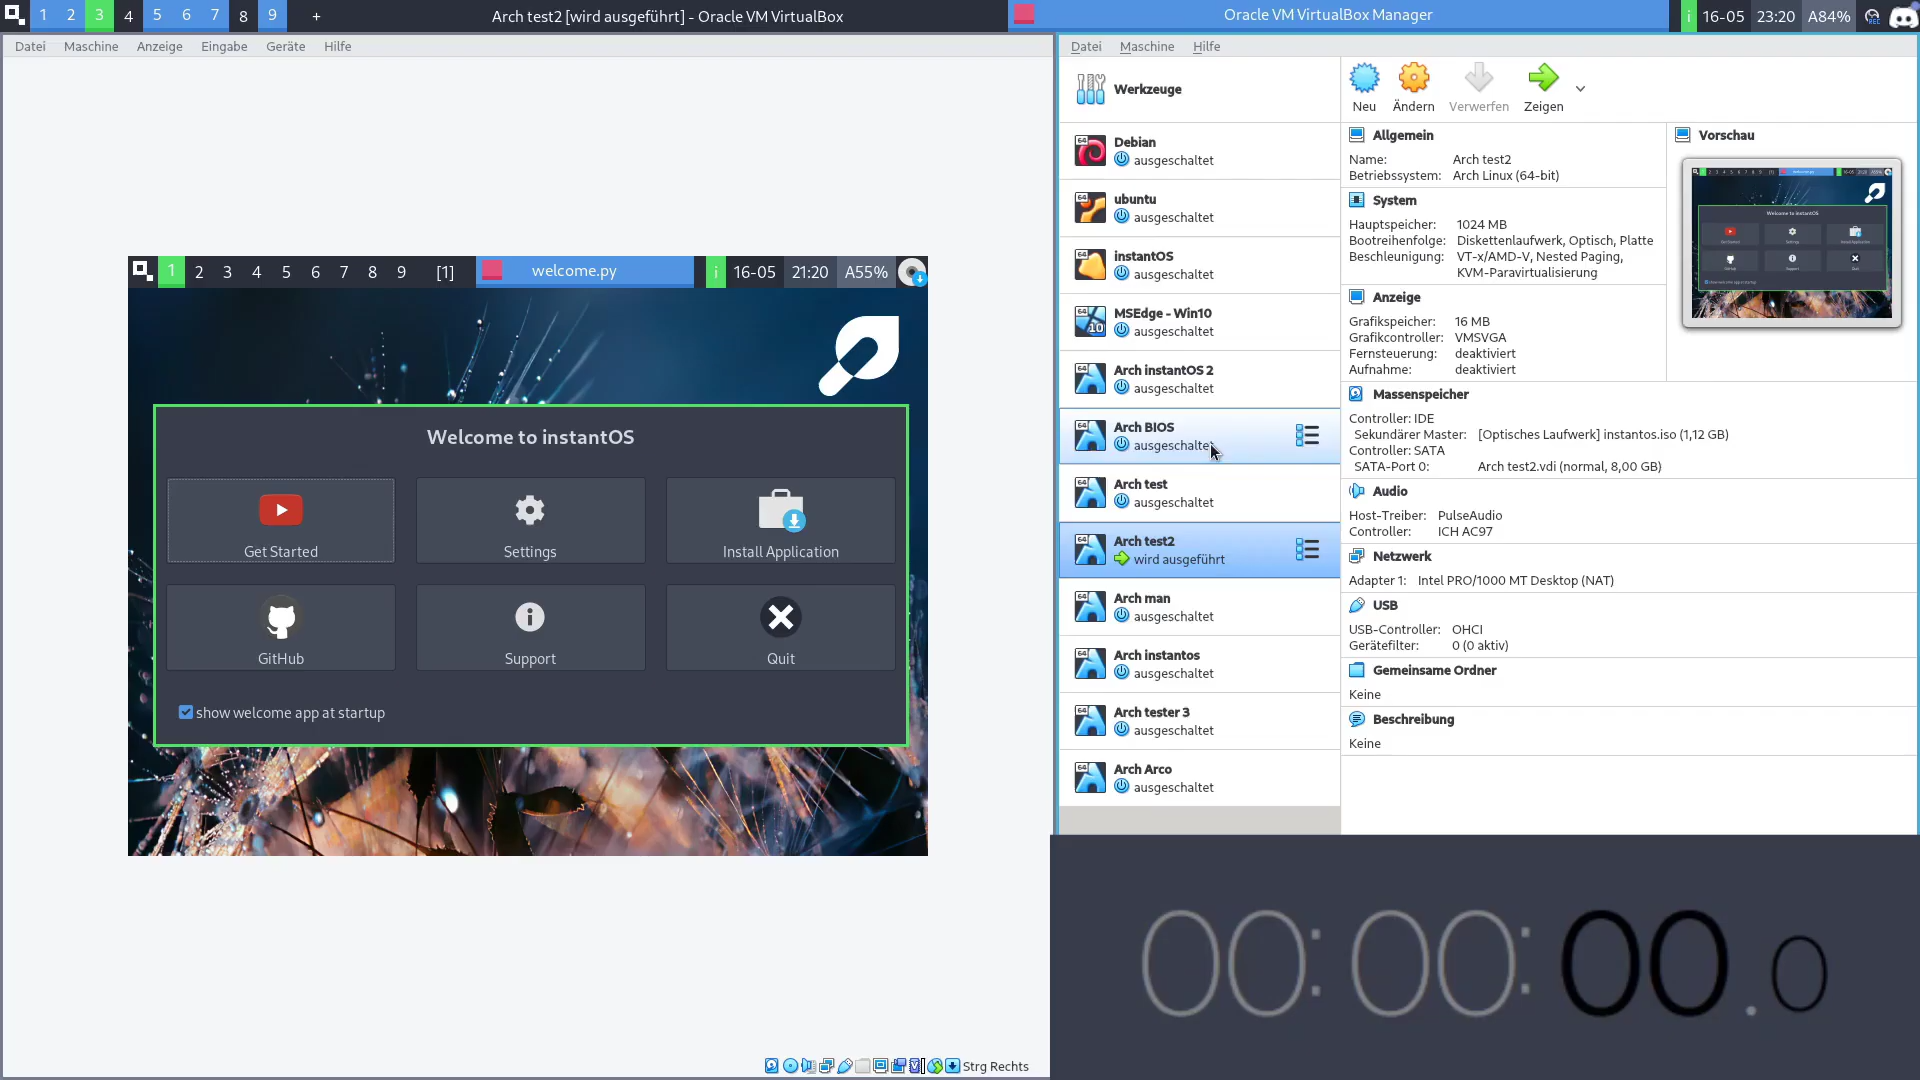 1 2 3 4 5 6 7 8 9 +
Arch test2 [wird ausgeführt] - Oracle VM VirtualBox
Oracle VM VirtualBox Manager
i 16-05 23:20 A84%
Datei Maschine Anzeige Eingabe Geräte Hilfe
1 2 3 4 5 6 7 8 9 [1] welcome.py i 16-05 21:20 A55%
Welcome to instantOS
Get Started Settings Install Application
GitHub Support Quit
show welcome app at startup
Strg Rechts
Datei Maschine Hilfe
Werkzeuge
Debian
ausgeschaltet
ubuntu
ausgeschaltet
instantOS
ausgeschaltet
MSEdge - Win10
ausgeschaltet
Arch instantOS 2
ausgeschaltet
Arch BIOS
ausgeschaltet
Arch test
ausgeschaltet
Arch test2
wird ausgeführt
Arch man
ausgeschaltet
Arch instantos
ausgeschaltet
Arch tester 3
ausgeschaltet
Arch Arco
ausgeschaltet
Neu Ändern Verwerfen Zeigen
Allgemein
Name: Arch test2
Betriebssystem: Arch Linux (64-bit)
System
Hauptspeicher: 1024 MB
Bootreihenfolge: Diskettenlaufwerk, Optisch, Platte
Beschleunigung: VT-x/AMD-V, Nested Paging,
KVM-Paravirtualisierung
Anzeige
Grafikspeicher: 16 MB
Grafikcontroller: VMSVGA
Fernsteuerung: deaktiviert
Aufnahme: deaktiviert
Vorschau
Welcome to instantOS
Massenspeicher
Controller: IDE
Sekundärer Master: [Optisches Laufwerk] instantos.iso (1,12 GB)
Controller: SATA
SATA-Port 0: Arch test2.vdi (normal, 8,00 GB)
Audio
Host-Treiber: PulseAudio
Controller: ICH AC97
Netzwerk
Adapter 1: Intel PRO/1000 MT Desktop (NAT)
USB
USB-Controller: OHCI
Gerätefilter: 0 (0 aktiv)
Gemeinsame Ordner
Keine
Beschreibung
Keine
00:00:00.0